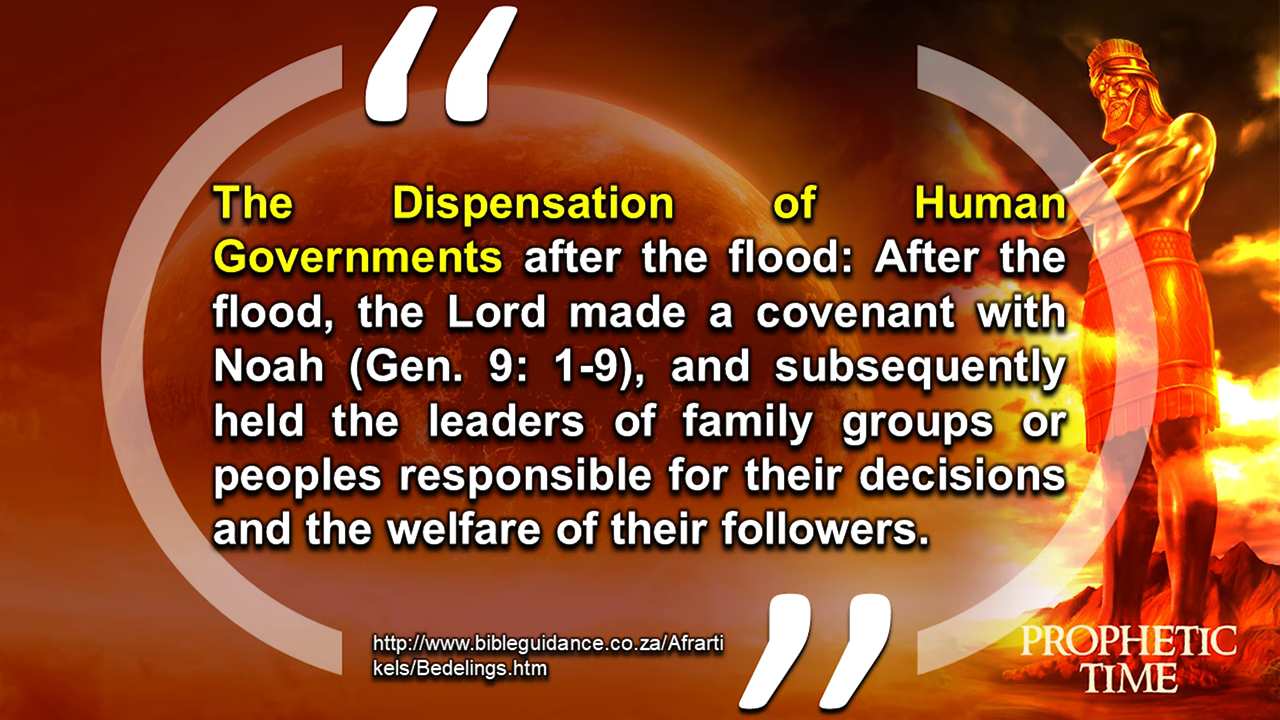 The Dispensation of Human
Governments after the flood: After the
flood, the Lord made a covenant with
Noah (Gen. 9: 1-9), and subsequently
held the leaders of family groups or
peoples responsible for their decisions
and the welfare of their followers.
http://www.bibleguidance.co.za/Afrarti
kels/Bedelings.htm
PROPHETIC
TIME